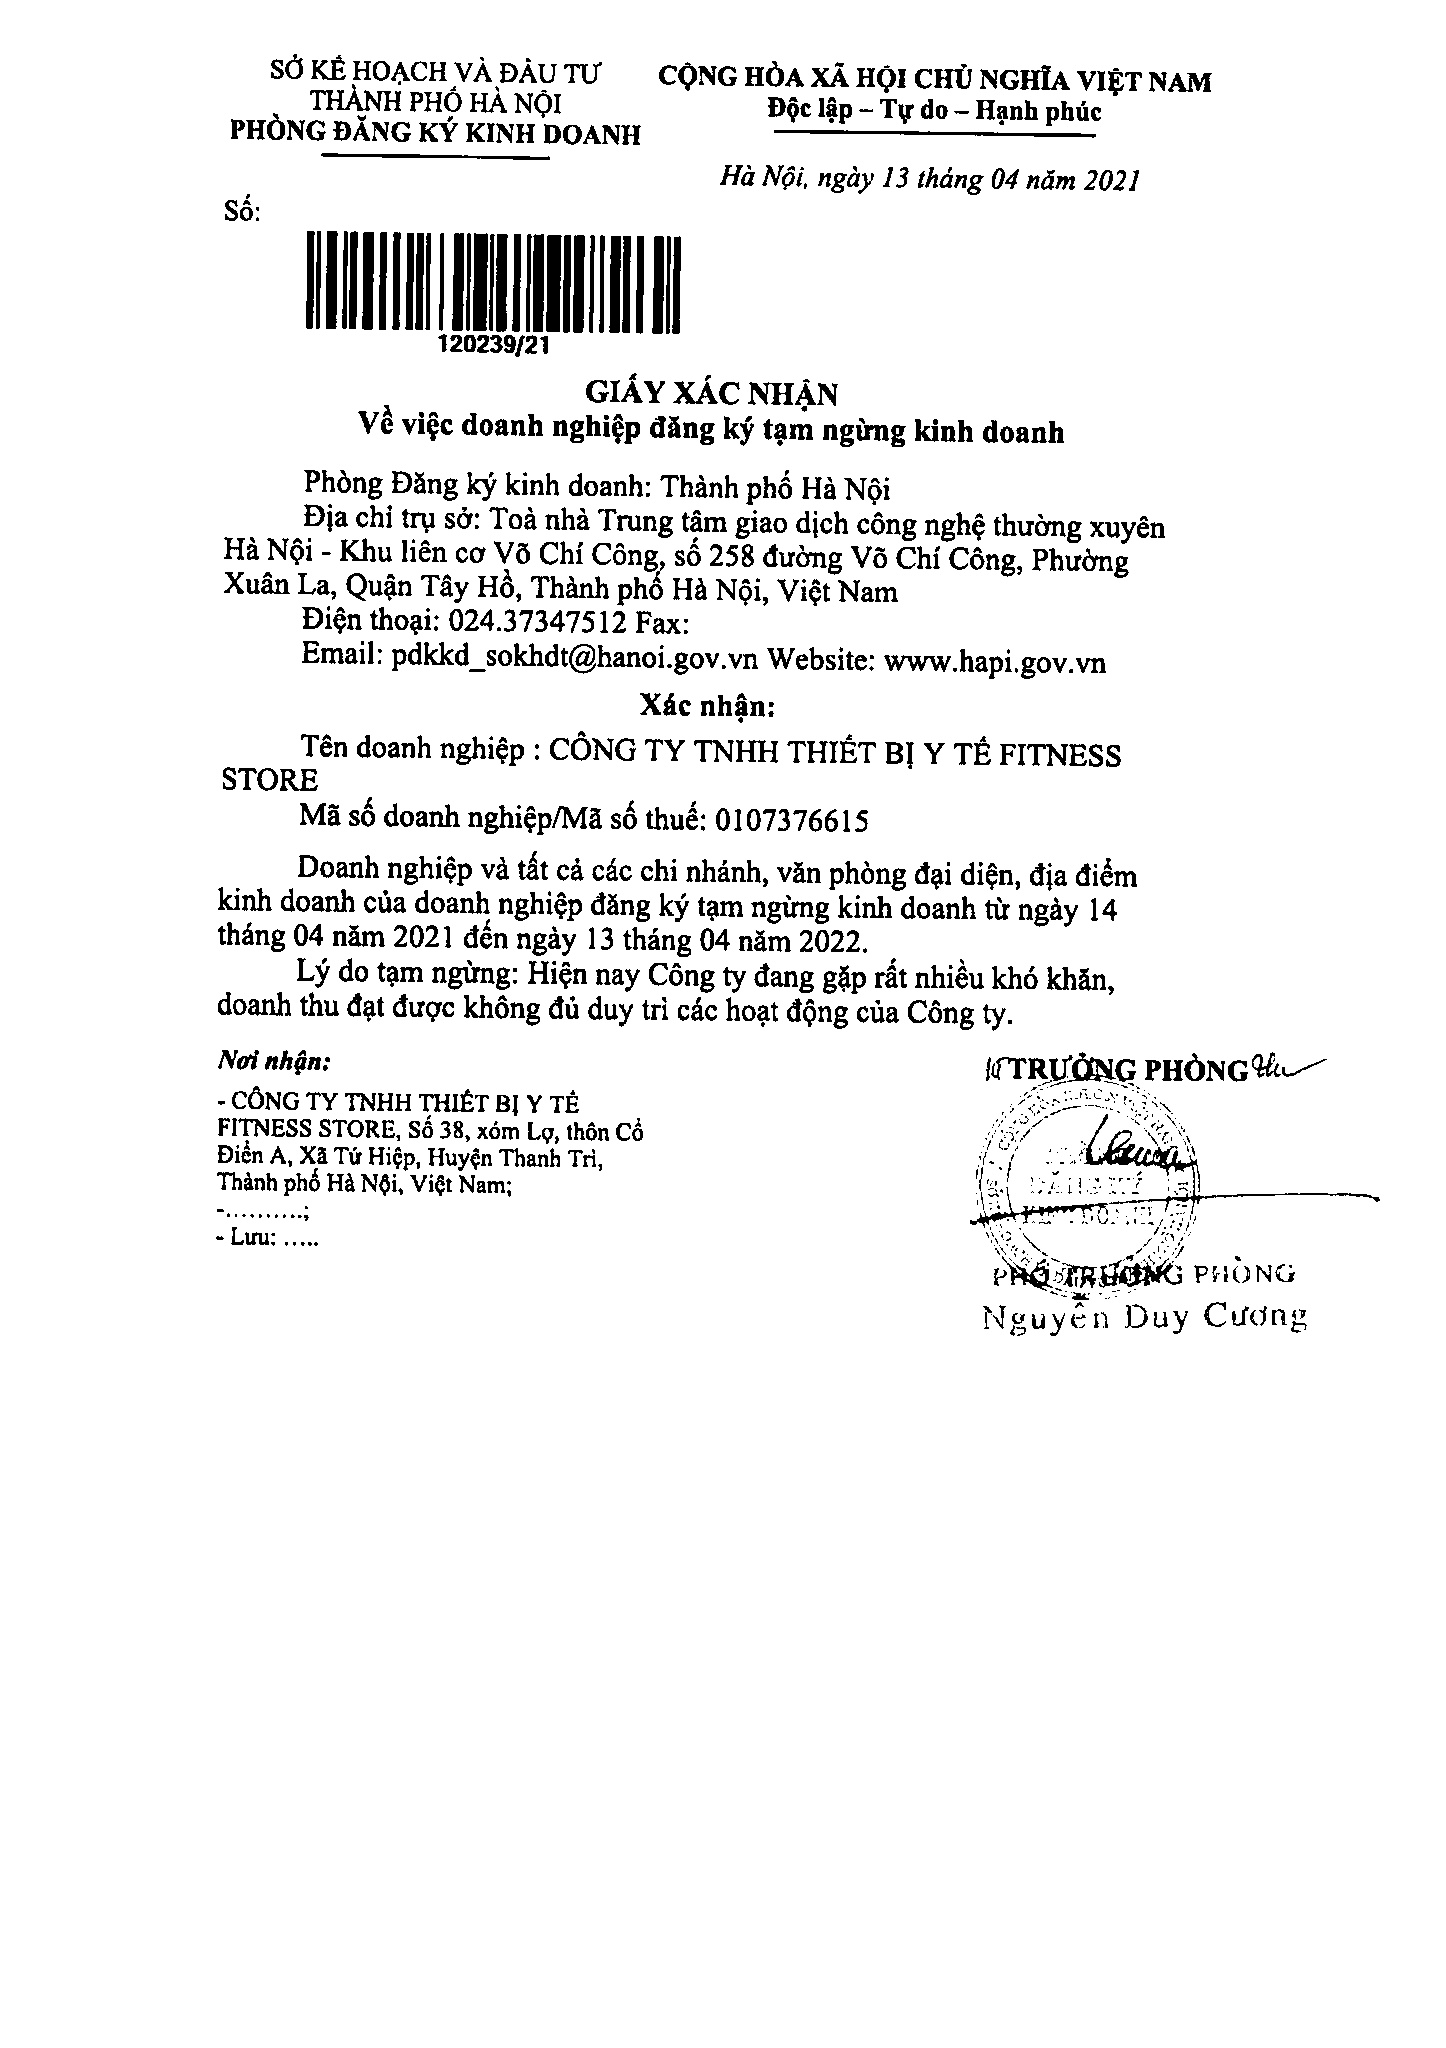 SỞ KẾ HOẠCH VÀ ĐẦU TƯ
THÀNH PHỐ HÀ NỘI
PHÒNG ĐĂNG KÝ KINH DOANH
CỘNG HÒA XÃ HỘI CHỦ NGHĨA VIỆT NAM
Độc lập – Tự do – Hạnh phúc
Hà Nội, ngày 13 tháng 04 năm 2021
Số:
120239/21
GIẤY XÁC NHẬN
Về việc doanh nghiệp đăng ký tạm ngừng kinh doanh
Phòng Đăng ký kinh doanh: Thành phố Hà Nội
Địa chỉ trụ sở: Toà nhà Trung tâm giao dịch công nghệ thường xuyên
Hà Nội - Khu liên cơ Võ Chí Công, số 258 đường Võ Chí Công, Phường
Xuân La, Quận Tây Hồ, Thành phố Hà Nội, Việt Nam
Điện thoại: 024.37347512 Fax:
Email: pdkkd_sokhdt@hanoi.gov.vn Website: www.hapi.gov.vn
Xác nhận:
Tên doanh nghiệp : CÔNG TY TNHH THIẾT BỊ Y TẾ FITNESS
STORE
Mã số doanh nghiệp/Mã số thuế: 0107376615
Doanh nghiệp và tất cả các chi nhánh, văn phòng đại diện, địa điểm
kinh doanh của doanh nghiệp đăng ký tạm ngừng kinh doanh từ ngày 14
tháng 04 năm 2021 đến ngày 13 tháng 04 năm 2022.
Lý do tạm ngừng: Hiện nay Công ty đang gặp rất nhiều khó khăn,
doanh thu đạt được không đủ duy trì các hoạt động của Công ty.
Nơi nhận:
- CÔNG TY TNHH THIẾT BỊ Y TẾ
FITNESS STORE, Số 38, xóm Lợ, thôn Cổ
Điển A, Xã Tứ Hiệp, Huyện Thanh Trì,
Thành phố Hà Nội, Việt Nam;
-..........;
- Lưu: .....
TRƯỞNG PHÒNG
ĐĂNG KÝ
KINH DOANH
PHÓ TRƯỞNG PHÒNG
Nguyễn Duy Cương